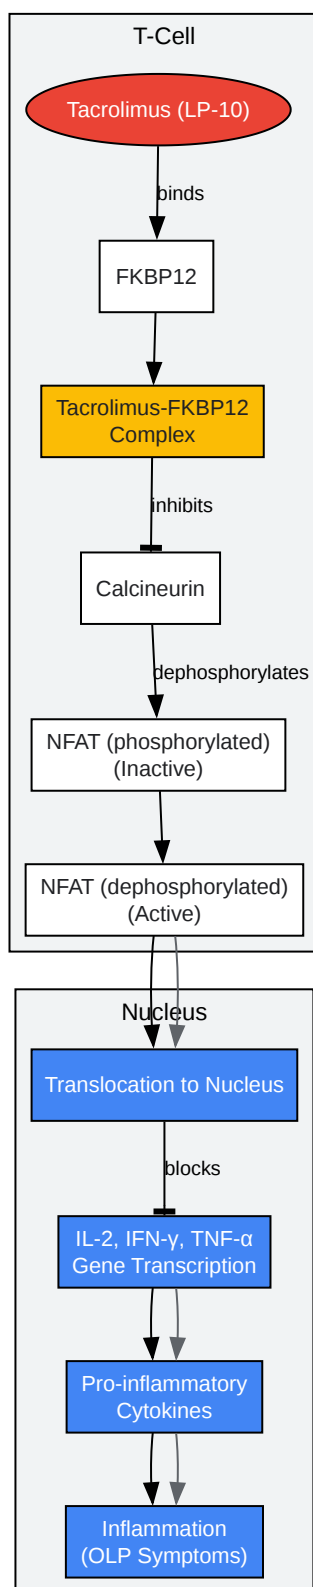 T-Cell
Tacrolimus (LP-10)
binds
FKBP12
Tacrolimus-FKBP12
Complex
inhibits
Calcineurin
dephosphorylates
NFAT (phosphorylated)
(Inactive)
NFAT (dephosphorylated)
(Active)
Nucleus
Translocation to Nucleus
blocks
IL-2, IFN-γ, TNF-α
Gene Transcription
Pro-inflammatory
Cytokines
Inflammation
(OLP Symptoms)